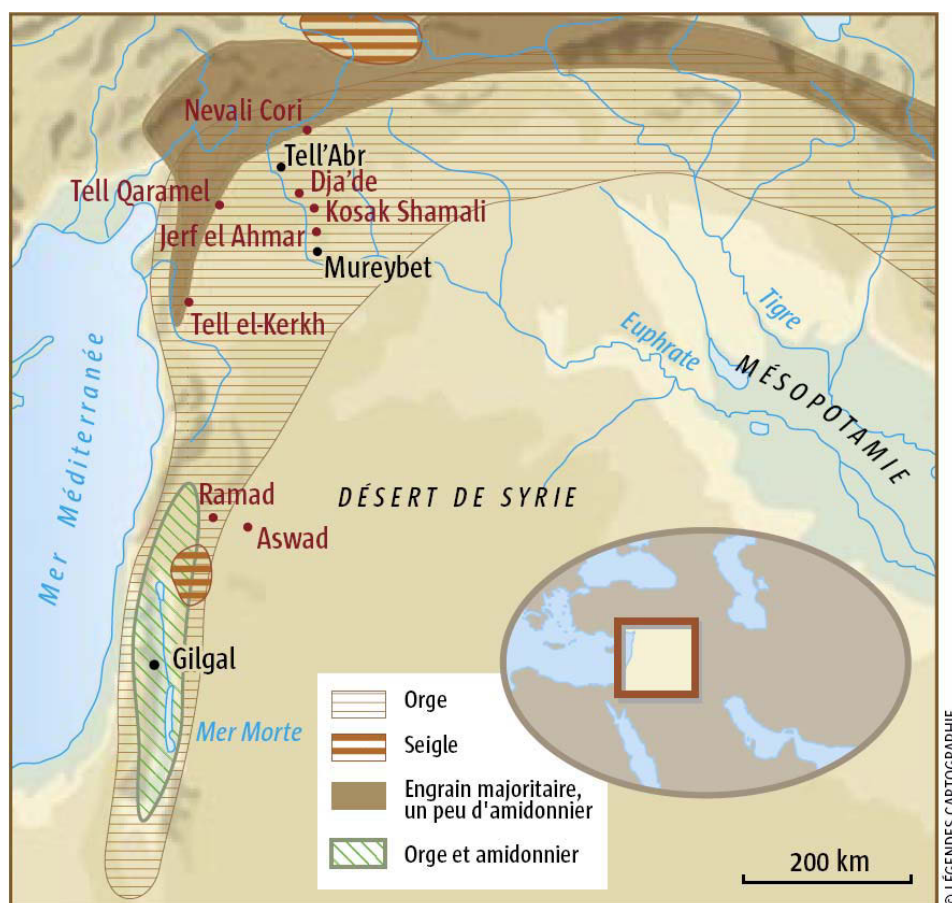 Nevali Cori
Tell'Abr
Dja'de
Tell Qaramel
Kosak Shamali
Jerf el Ahmar
Mureybet
Tell el-Kerkh
Tigre
Euphrate
MÉSOPOTAMIE
Mer Méditerranée
Ramad
DÉSERT DE SYRIE
Aswad
Gilgal
Mer Morte
Orge
Seigle
Engrain majoritaire,
un peu d'amidonnier
Orge et amidonnier
200 km
© LÉGENDES CARTOGRAPHIE